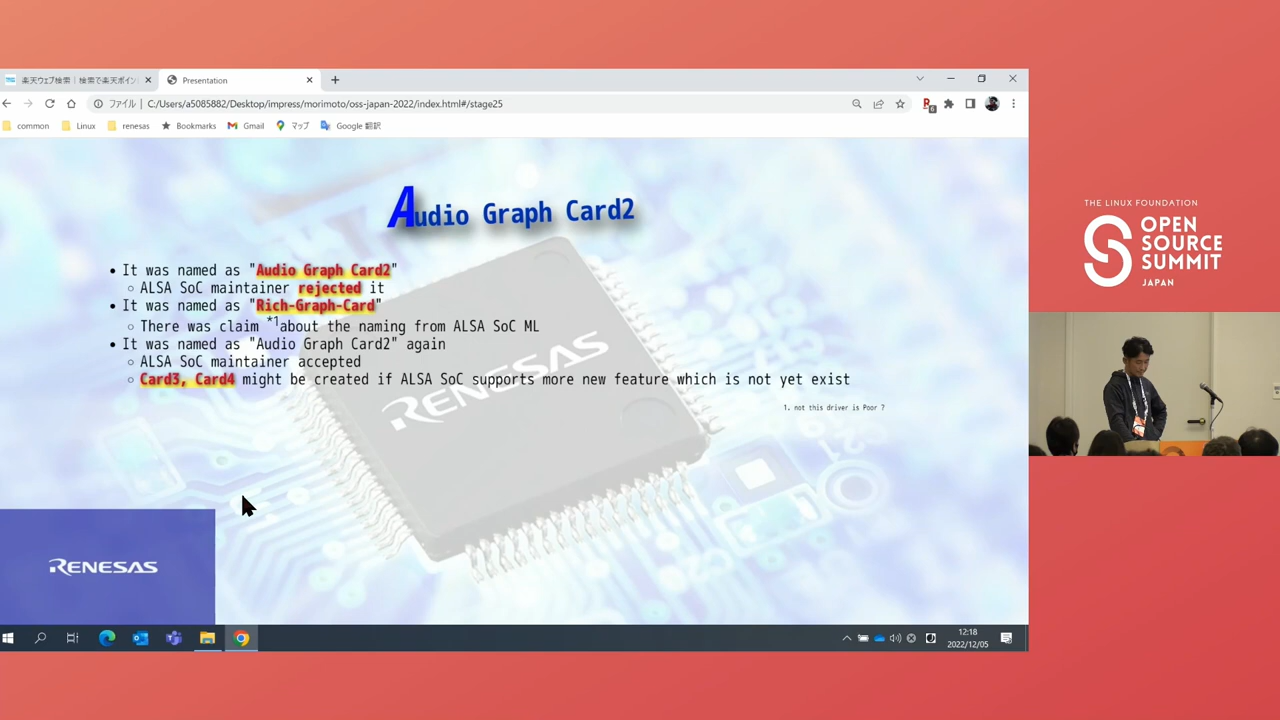 楽天ウェブ検索 | 検索で楽天ポイン
Presentation
ファイル | C:/Users/a5085882/Desktop/impress/morimoto/oss-japan-2022/index.html#/stage25
common
Linux
renesas
Bookmarks
Gmail
マップ
Google 翻訳
Audio Graph Card2
• It was named as "Audio Graph Card2"
○ ALSA SoC maintainer rejected it
• It was named as "Rich-Graph-Card"
○ There was claim *1about the naming from ALSA SoC ML
• It was named as "Audio Graph Card2" again
○ ALSA SoC maintainer accepted
○ Card3, Card4 might be created if ALSA SoC supports more new feature which is not yet exist
1. not this driver is Poor ?
RENESAS
RENESAS
12:18
2022/12/05
THE LINUX FOUNDATION
OPEN
SOURCE
SUMMIT
JAPAN